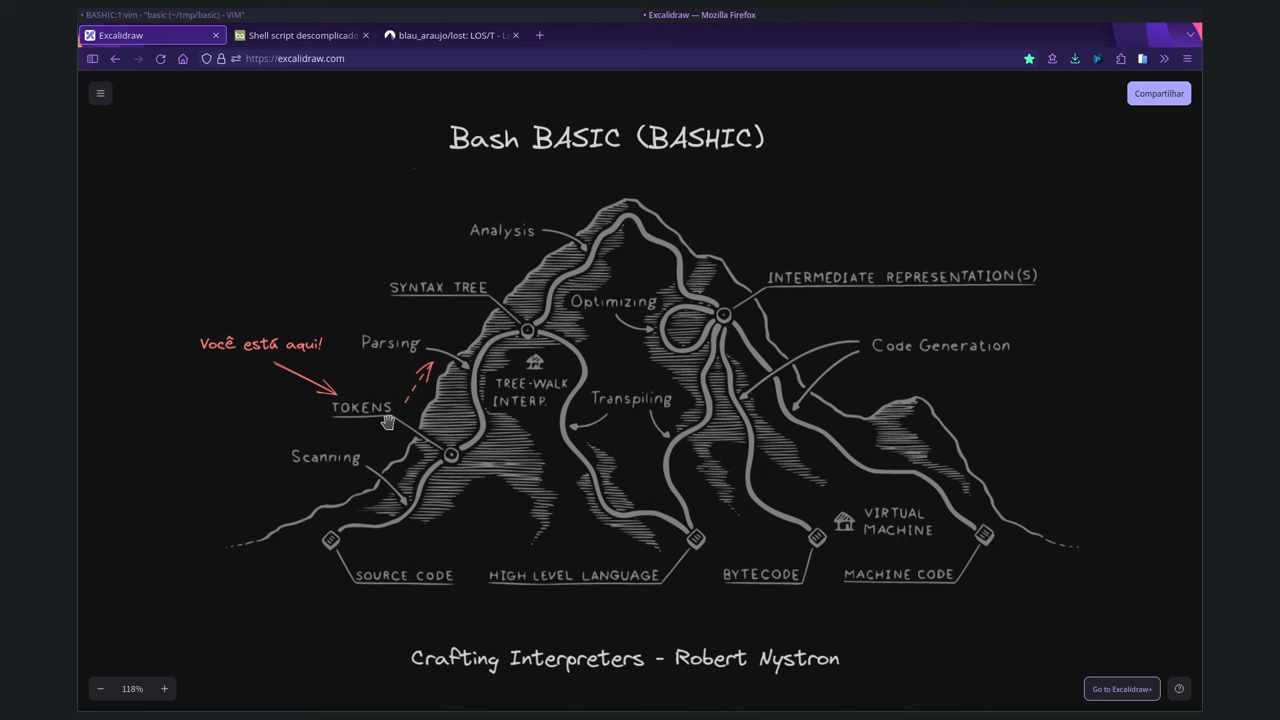 • BASHIC:1:vim - "basic (~/tmp/basic) - VIM"
• Excalidraw — Mozilla Firefox
Excalidraw
Shell script descomplicado
blau_araujo/lost: LOS/T - Le
https://excalidraw.com
Compartilhar
Bash BASIC (BASHIC)
Analysis
SYNTAX TREE
INTERMEDIATE REPRESENTATION(S)
Optimizing
Você está aqui!
Parsing
Code Generation
TREE-WALK
INTERP.
Transpiling
TOKENS
Scanning
VIRTUAL
MACHINE
SOURCE CODE
HIGH LEVEL LANGUAGE
BYTECODE
MACHINE CODE
Crafting Interpreters - Robert Nystron
118%
Go to Excalidraw+